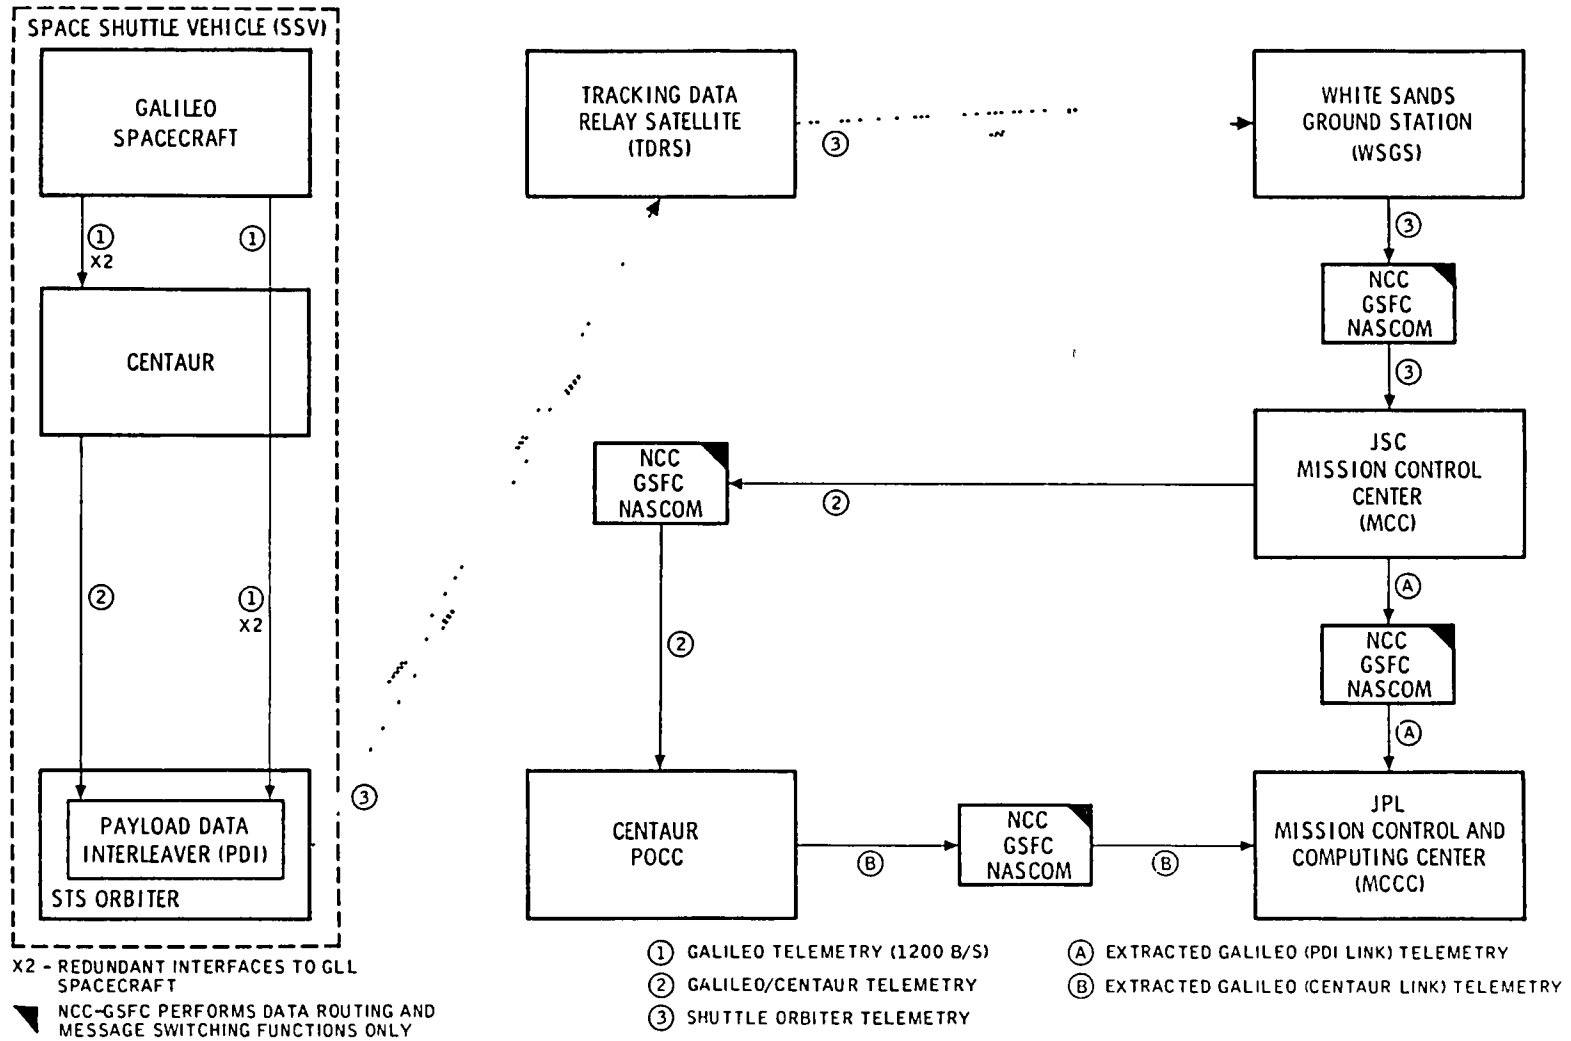 SPACE SHUTTLE VEHICLE (SSV)
GALILEO
SPACECRAFT
1
X2
1
CENTAUR
2
1
X2
PAYLOAD DATA
INTERLEAVER (PDI)
STS ORBITER
3
TRACKING DATA
RELAY SATELLITE
(TDRS)
3
WHITE SANDS
GROUND STATION
(WSGS)
3
NCC
GSFC
NASCOM
3
JSC
MISSION CONTROL
CENTER
(MCC)
2
NCC
GSFC
NASCOM
2
A
NCC
GSFC
NASCOM
A
CENTAUR
POCC
B
NCC
GSFC
NASCOM
B
JPL
MISSION CONTROL AND
COMPUTING CENTER
(MCCC)
X2 - REDUNDANT INTERFACES TO GLL
SPACECRAFT
NCC-GSFC PERFORMS DATA ROUTING AND
MESSAGE SWITCHING FUNCTIONS ONLY
1 GALILEO TELEMETRY (1200 B/S)
2 GALILEO/CENTAUR TELEMETRY
3 SHUTTLE ORBITER TELEMETRY
A EXTRACTED GALILEO (PDI LINK) TELEMETRY
B EXTRACTED GALILEO (CENTAUR LINK) TELEMETRY